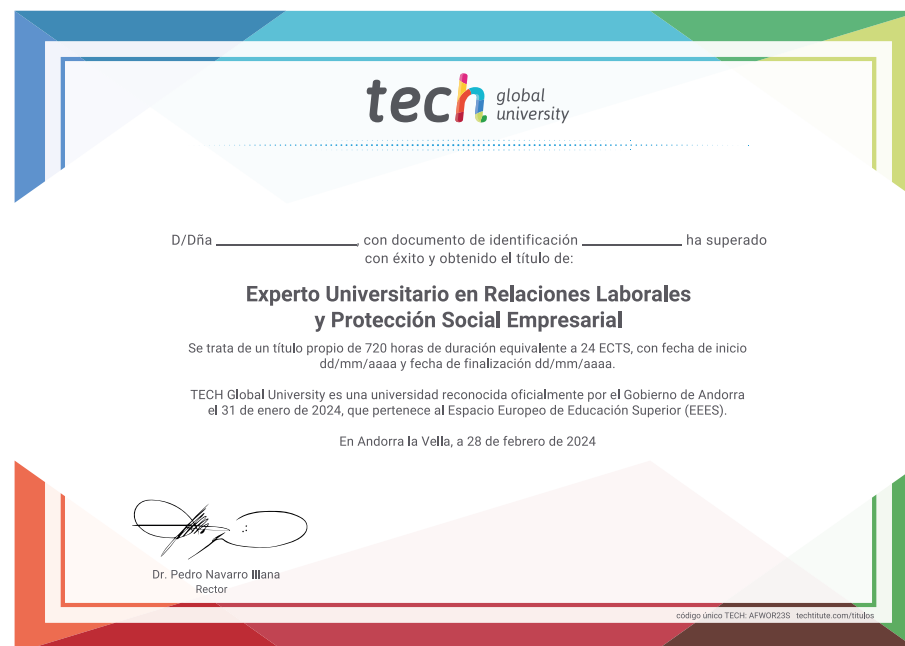 tech global university
D/Dña ____________________, con documento de identificación ______________ ha superado
con éxito y obtenido el título de:
Experto Universitario en Relaciones Laborales
y Protección Social Empresarial
Se trata de un título propio de 720 horas de duración equivalente a 24 ECTS, con fecha de inicio
dd/mm/aaaa y fecha de finalización dd/mm/aaaa.
TECH Global University es una universidad reconocida oficialmente por el Gobierno de Andorra
el 31 de enero de 2024, que pertenece al Espacio Europeo de Educación Superior (EEES).
En Andorra la Vella, a 28 de febrero de 2024
Dr. Pedro Navarro Illana
Rector
código único TECH: AFWOR23S techtitute.com/titulos